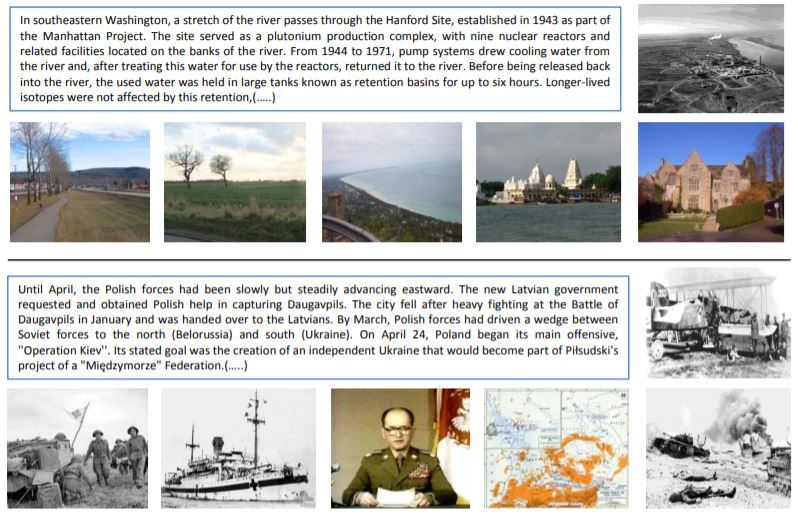 In southeastern Washington, a stretch of the river passes through the Hanford Site, established in 1943 as part of
the Manhattan Project. The site served as a plutonium production complex, with nine nuclear reactors and
related facilities located on the banks of the river. From 1944 to 1971, pump systems drew cooling water from
the river and, after treating this water for use by the reactors, returned it to the river. Before being released back
into the river, the used water was held in large tanks known as retention basins for up to six hours. Longer-lived
isotopes were not affected by this retention,(.....)
Until April, the Polish forces had been slowly but steadily advancing eastward. The new Latvian government
requested and obtained Polish help in capturing Daugavpils. The city fell after heavy fighting at the Battle of
Daugavpils in January and was handed over to the Latvians. By March, Polish forces had driven a wedge between
Soviet forces to the north (Belorussia) and south (Ukraine). On April 24, Poland began its main offensive,
"Operation Kiev". Its stated goal was the creation of an independent Ukraine that would become part of Piłsudski's
project of a "Międzymorze" Federation.(.....)